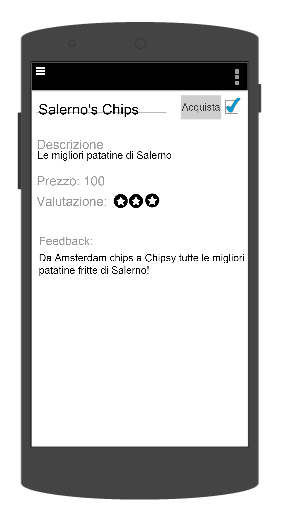 Salerno's Chips
Acquista
Descrizione
Le migliori patatine di Salerno
Prezzo: 100
Valutazione:
Feedback:
Da Amsterdam chips a Chipsy tutte le migliori
patatine fritte di Salerno!